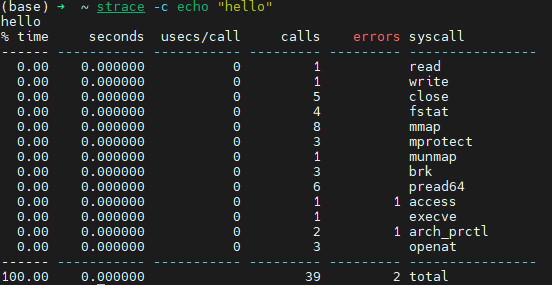 (base) ➜  ~ strace -c echo "hello"
hello
% time     seconds  usecs/call     calls    errors syscall
------ ----------- ----------- --------- --------- ----------------
  0.00    0.000000           0         1           read
  0.00    0.000000           0         1           write
  0.00    0.000000           0         5           close
  0.00    0.000000           0         4           fstat
  0.00    0.000000           0         8           mmap
  0.00    0.000000           0         3           mprotect
  0.00    0.000000           0         1           munmap
  0.00    0.000000           0         3           brk
  0.00    0.000000           0         6           pread64
  0.00    0.000000           0         1         1 access
  0.00    0.000000           0         1           execve
  0.00    0.000000           0         2         1 arch_prctl
  0.00    0.000000           0         3           openat
------ ----------- ----------- --------- --------- ----------------
100.00    0.000000                    39         2 total